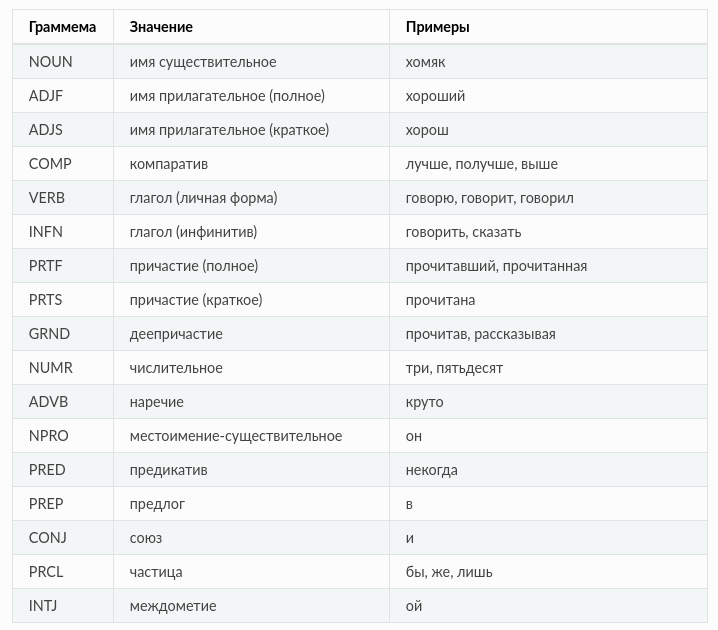 Граммема Значение Примеры
NOUN имя существительное хомяк
ADJF имя прилагательное (полное) хороший
ADJS имя прилагательное (краткое) хорош
COMP компаратив лучше, получше, выше
VERB глагол (личная форма) говорю, говорит, говорил
INFN глагол (инфинитив) говорить, сказать
PRTF причастие (полное) прочитавший, прочитанная
PRTS причастие (краткое) прочитана
GRND деепричастие прочитав, рассказывая
NUMR числительное три, пятьдесят
ADVB наречие круто
NPRO местоимение-существительное он
PRED предикатив некогда
PREP предлог в
CONJ союз и
PRCL частица бы, же, лишь
INTJ междометие ой